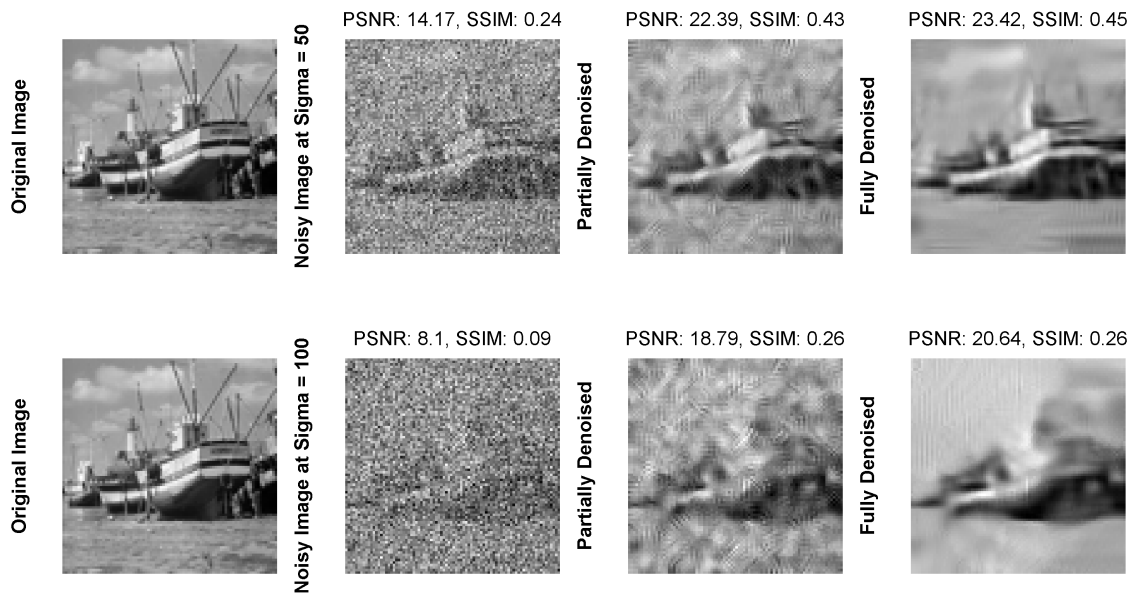 PSNR: 14.17, SSIM: 0.24
PSNR: 22.39, SSIM: 0.43
PSNR: 23.42, SSIM: 0.45
Original Image
Noisy Image at Sigma = 50
Partially Denoised
Fully Denoised
PSNR: 8.1, SSIM: 0.09
PSNR: 18.79, SSIM: 0.26
PSNR: 20.64, SSIM: 0.26
Original Image
Noisy Image at Sigma = 100
Partially Denoised
Fully Denoised